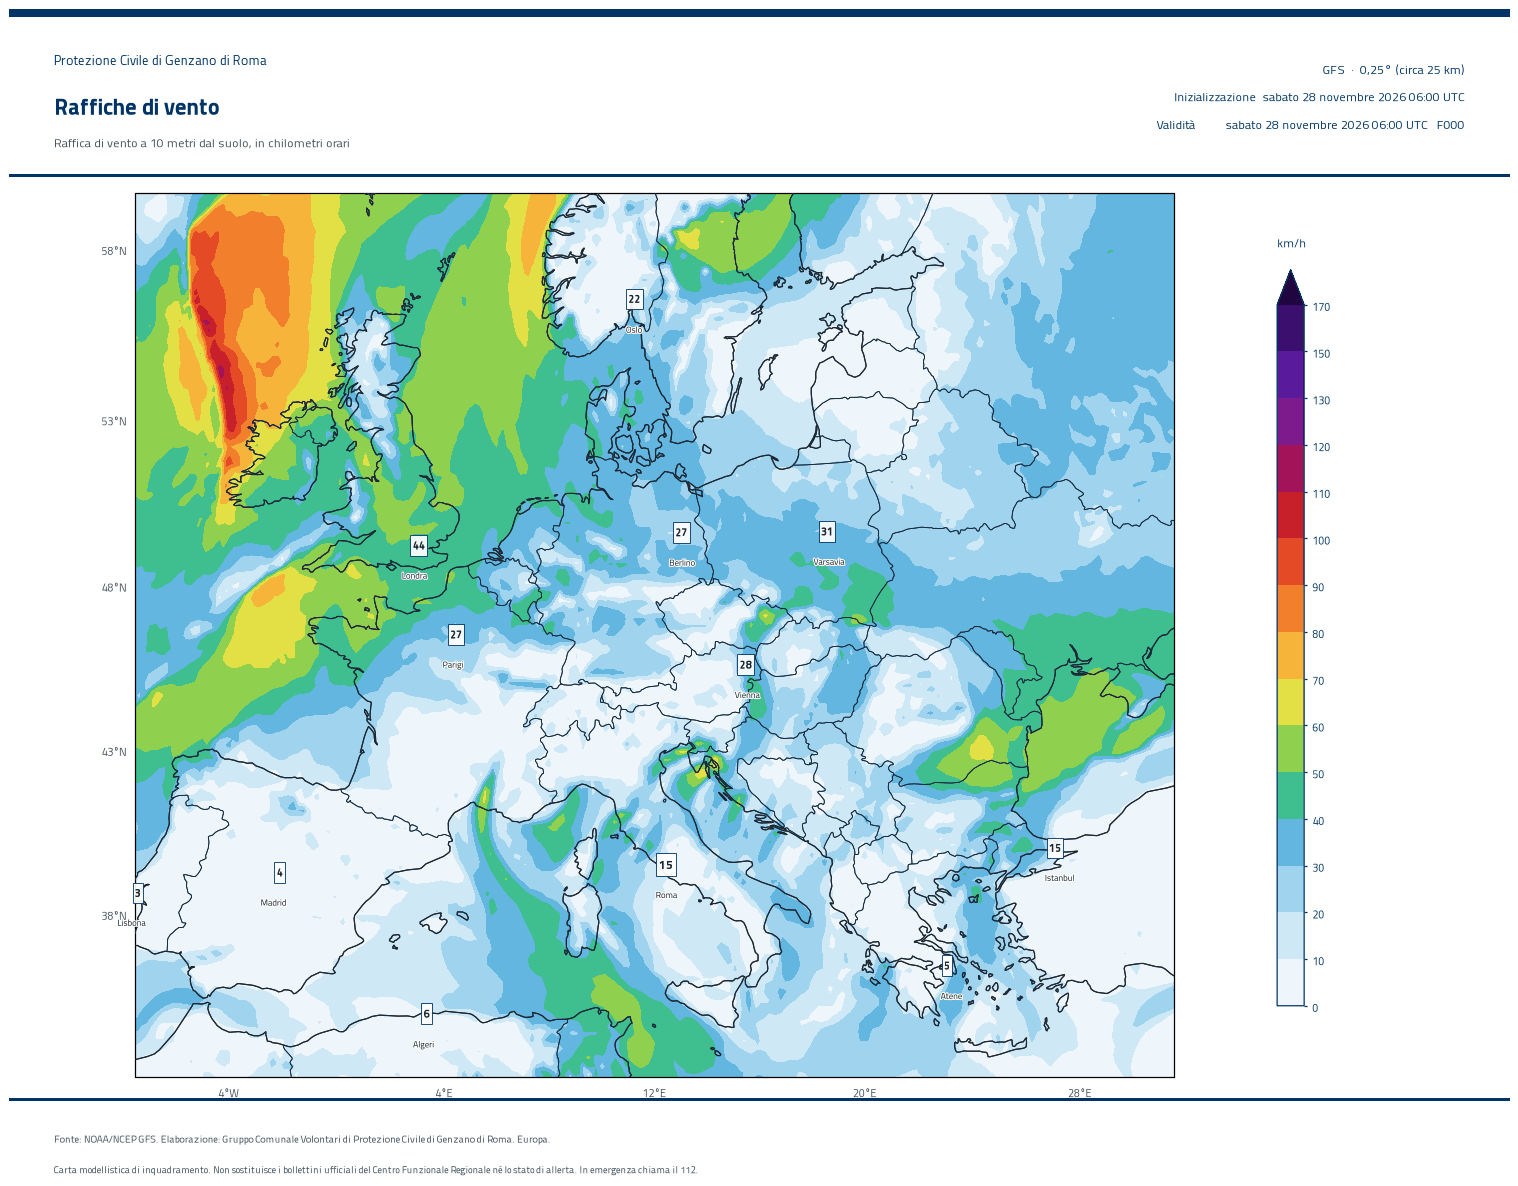 Protezione Civile di Genzano di Roma
Raffiche di vento
Raffica di vento a 10 metri dal suolo, in chilometri orari
GFS · 0,25° (circa 25 km)
Inizializzazione sabato 28 novembre 2026 06:00 UTC
Validità sabato 28 novembre 2026 06:00 UTC F000
km/h
170
150
130
120
110
100
90
80
70
60
50
40
30
20
10
0
58°N
53°N
48°N
43°N
38°N
4°W
4°E
12°E
20°E
28°E
22
Oslo
44
Londra
27
Berlino
31
Varsavia
27
Parigi
28
Vienna
15
Roma
15
Istanbul
4
Madrid
3
Lisbona
5
Atene
6
Algeri
Fonte: NOAA/NCEP GFS. Elaborazione: Gruppo Comunale Volontari di Protezione Civile di Genzano di Roma. Europa.
Carta modellistica di inquadramento. Non sostituisce i bollettini ufficiali del Centro Funzionale Regionale né lo stato di allerta. In emergenza chiama il 112.